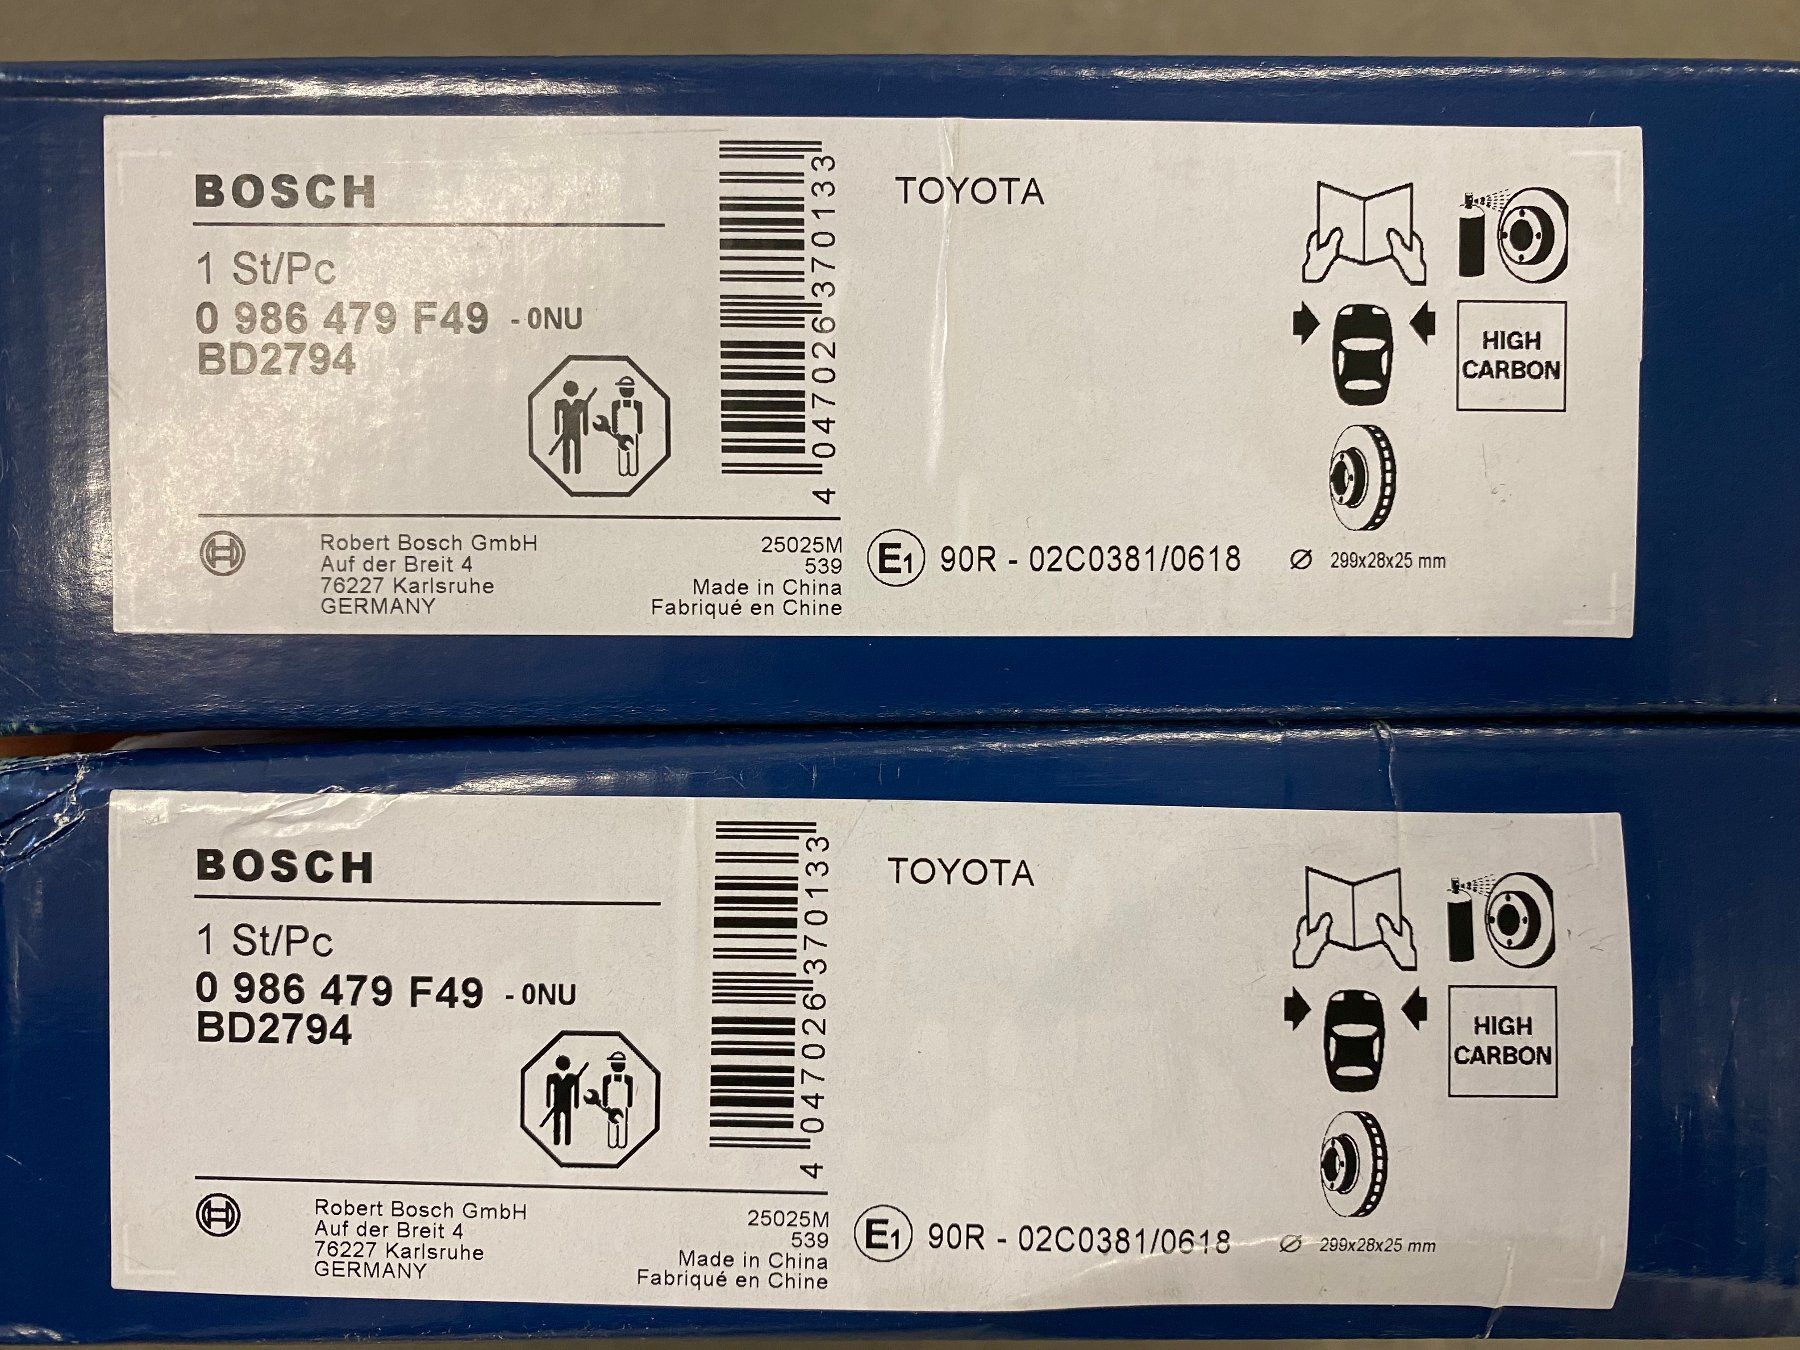 BOSCH
1 St/Pc
0 986 479 F49 - 0NU
BD2794
4 047026 370133
TOYOTA
HIGH
CARBON
Robert Bosch GmbH
Auf der Breit 4
76227 Karlsruhe
GERMANY
25025M
539
Made in China
Fabriqué en Chine
E1 90R - 02C0381/0618
Ø 299x28x25 mm
BOSCH
1 St/Pc
0 986 479 F49 - 0NU
BD2794
4 047026 370133
TOYOTA
HIGH
CARBON
Robert Bosch GmbH
Auf der Breit 4
76227 Karlsruhe
GERMANY
25025M
539
Made in China
Fabriqué en Chine
E1 90R - 02C0381/0618
Ø 299x28x25 mm